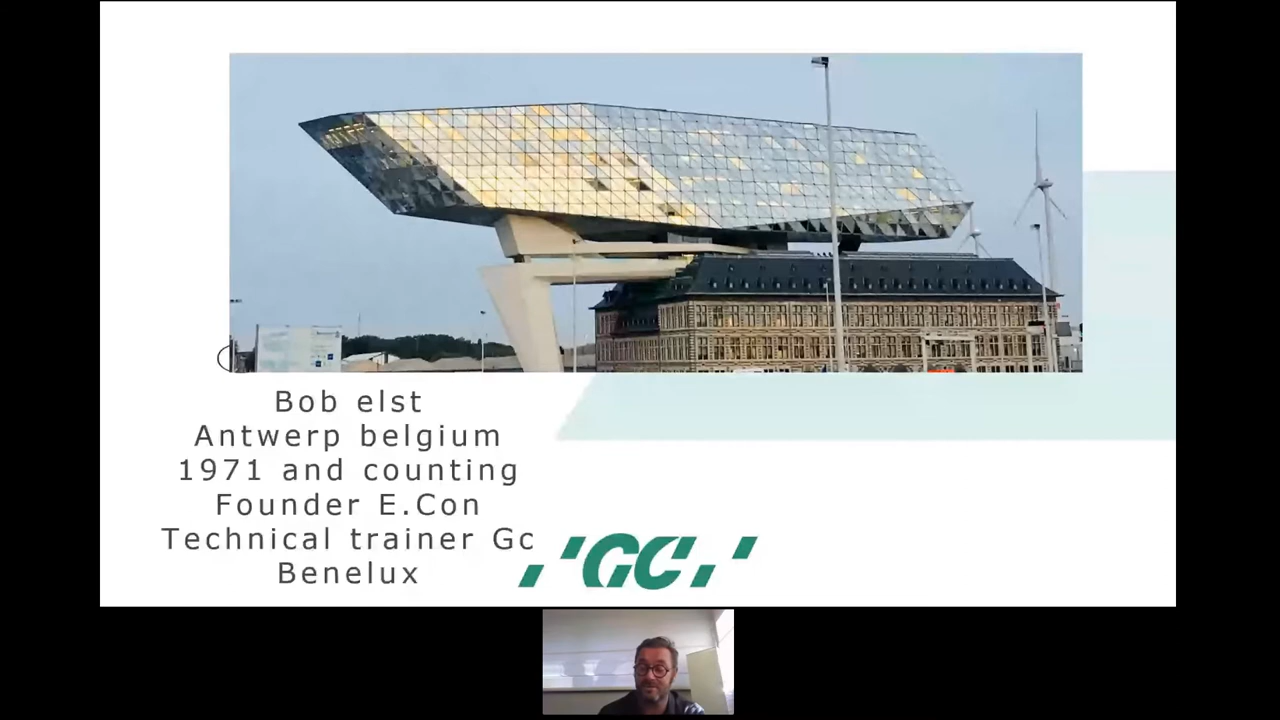 Bob elst
Antwerp belgium
1971 and counting
Founder E.Con
Technical trainer Gc
Benelux
GC